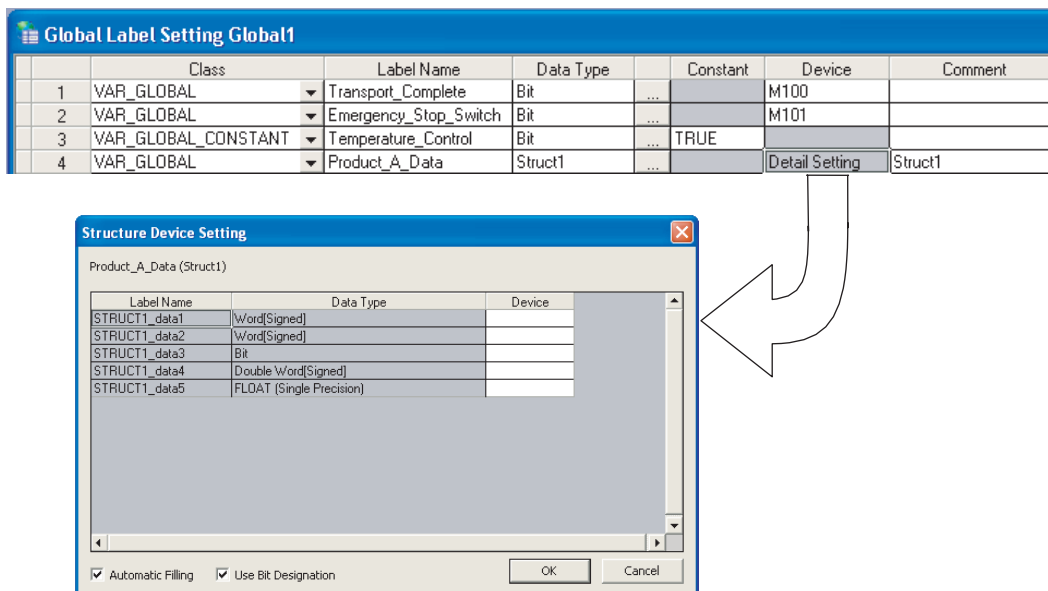 Global Label Setting Global1
Class Label Name Data Type Constant Device Comment
1 VAR_GLOBAL Transport_Complete Bit ... M100
2 VAR_GLOBAL Emergency_Stop_Switch Bit ... M101
3 VAR_GLOBAL_CONSTANT Temperature_Control Bit ... TRUE
4 VAR_GLOBAL Product_A_Data Struct1 ... Detail Setting Struct1
Structure Device Setting
Product_A_Data (Struct1)
Label Name Data Type Device
STRUCT1_data1 Word[Signed]
STRUCT1_data2 Word[Signed]
STRUCT1_data3 Bit
STRUCT1_data4 Double Word[Signed]
STRUCT1_data5 FLOAT (Single Precision)
Automatic Filling Use Bit Designation OK Cancel